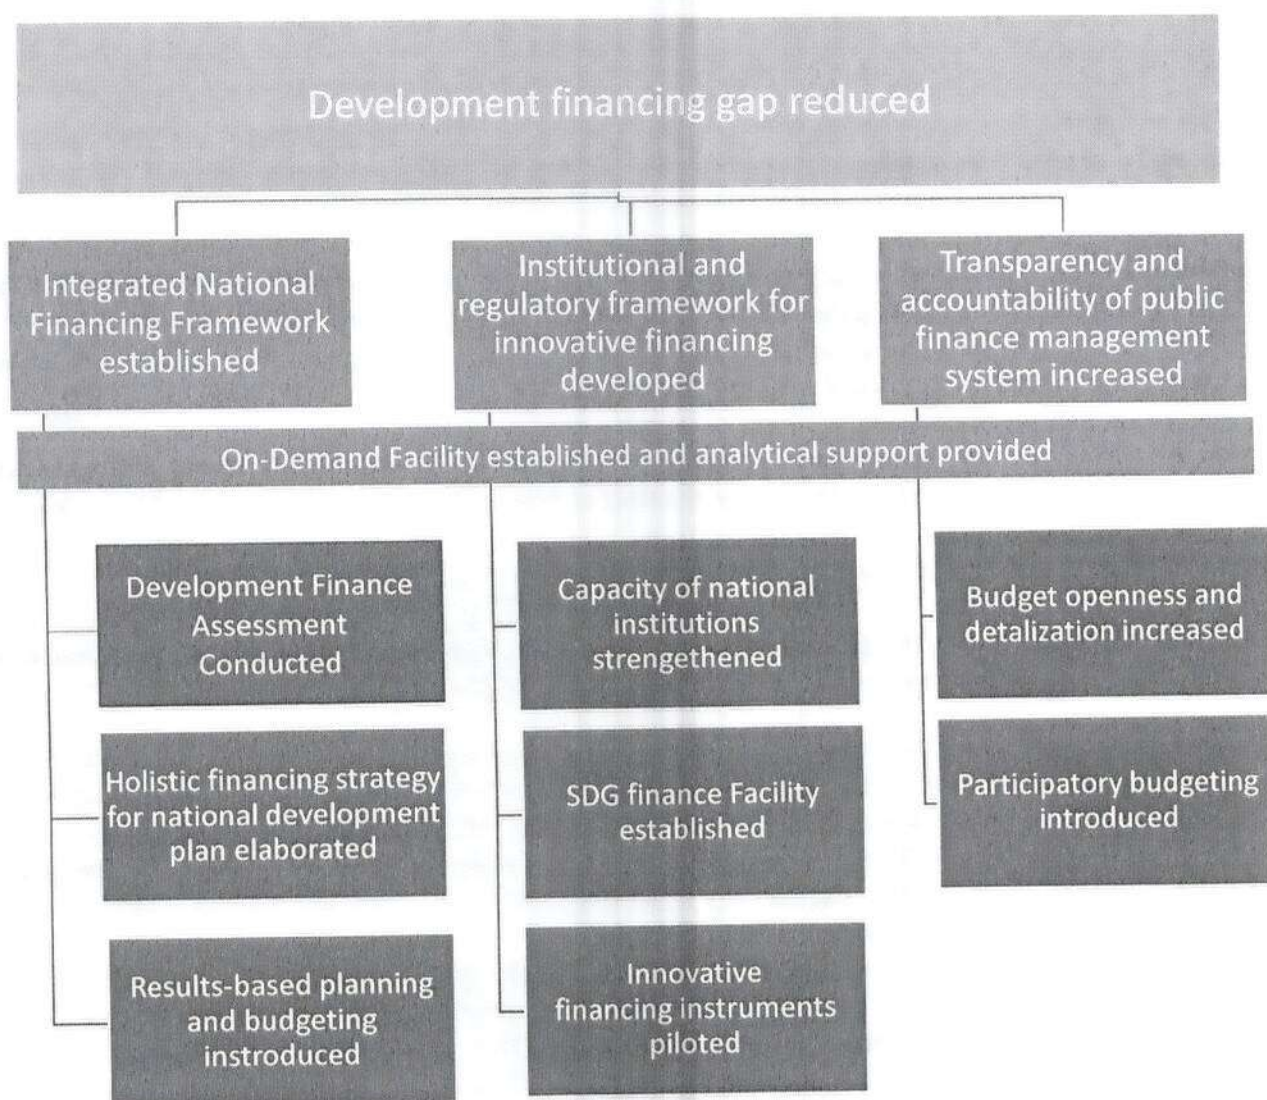 Development financing gap reduced
Integrated National
Financing Framework
established
Institutional and
regulatory framework for
innovative financing
developed
Transparency and
accountability of public
finance management
system increased
On-Demand Facility established and analytical support provided
Development Finance
Assessment
Conducted
Holistic financing strategy
for national development
plan elaborated
Results-based planning
and budgeting
instroduced
Capacity of national
institutions
strengethened
SDG finance Facility
established
Innovative
financing instruments
piloted
Budget openness and
detalization increased
Participatory budgeting
introduced